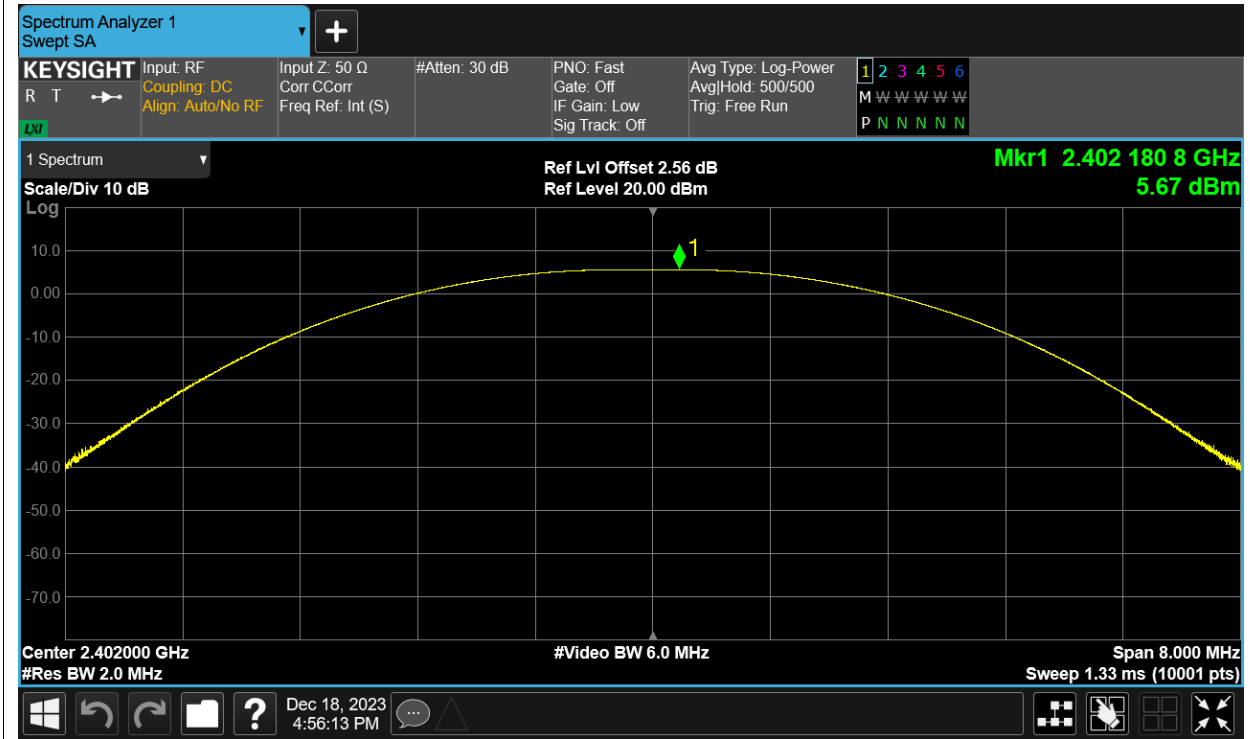 Spectrum Analyzer 1
Swept SA
+
KEYSIGHT
R T
LXI
Input: RF
Coupling: DC
Align: Auto/No RF
Input Z: 50 Ω
Corr CCorr
Freq Ref: Int (S)
#Atten: 30 dB
PNO: Fast
Gate: Off
IF Gain: Low
Sig Track: Off
Avg Type: Log-Power
Avg|Hold: 500/500
Trig: Free Run
1 2 3 4 5 6
M W W W W W
P N N N N N
1 Spectrum
Scale/Div 10 dB
Log
Ref Lvl Offset 2.56 dB
Ref Level 20.00 dBm
Mkr1 2.402 180 8 GHz
5.67 dBm
1
10.0
0.00
-10.0
-20.0
-30.0
-40.0
-50.0
-60.0
-70.0
Center 2.402000 GHz
#Video BW 6.0 MHz
Span 8.000 MHz
#Res BW 2.0 MHz
Sweep 1.33 ms (10001 pts)
?
Dec 18, 2023
4:56:13 PM